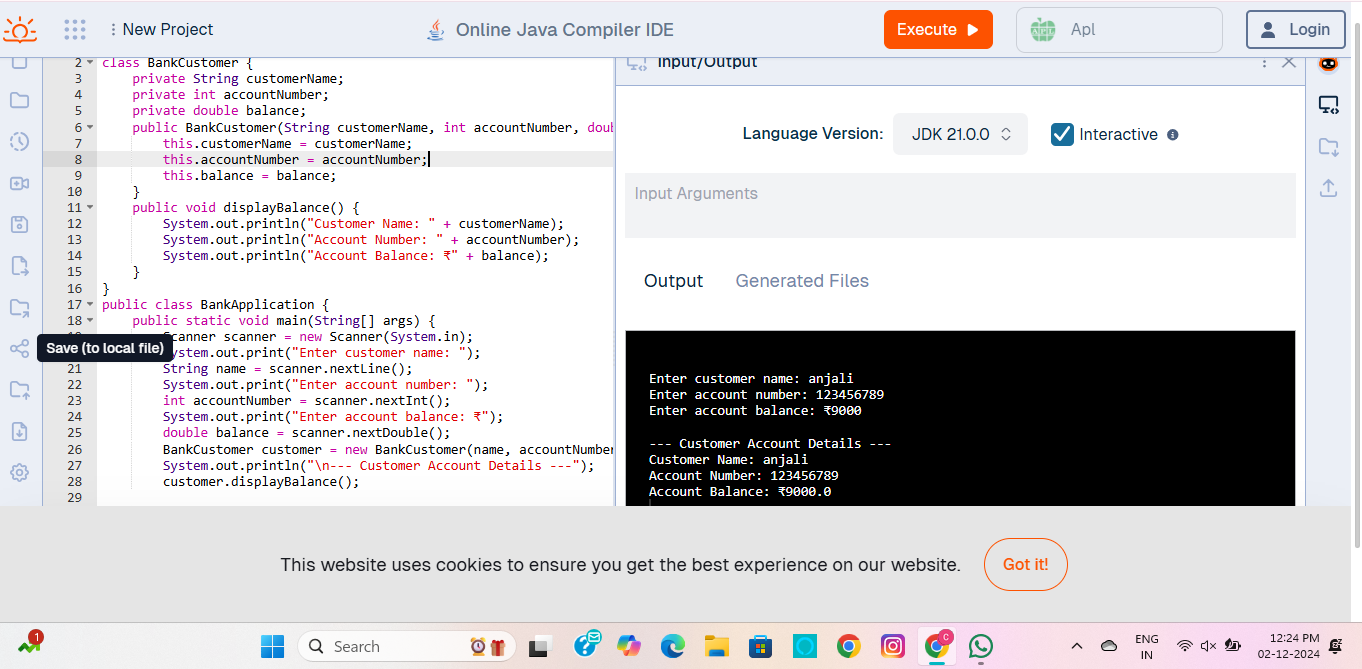 New Project
Online Java Compiler IDE
Execute
Apl
Login
2 class BankCustomer {
3 private String customerName;
4 private int accountNumber;
5 private double balance;
6 public BankCustomer(String customerName, int accountNumber, doub
7 this.customerName = customerName;
8 this.accountNumber = accountNumber;
9 this.balance = balance;
10 }
11 public void displayBalance() {
12 System.out.println("Customer Name: " + customerName);
13 System.out.println("Account Number: " + accountNumber);
14 System.out.println("Account Balance: ₹" + balance);
15 }
16 }
17 public class BankApplication {
18 public static void main(String[] args) {
Scanner scanner = new Scanner(System.in);
Save (to local file)
ystem.out.print("Enter customer name: ");
21 String name = scanner.nextLine();
22 System.out.print("Enter account number: ");
23 int accountNumber = scanner.nextInt();
24 System.out.print("Enter account balance: ₹");
25 double balance = scanner.nextDouble();
26 BankCustomer customer = new BankCustomer(name, accountNumber
27 System.out.println("\n--- Customer Account Details ---");
28 customer.displayBalance();
29
Input/Output
Language Version:
JDK 21.0.0
Interactive
Input Arguments
Output
Generated Files
Enter customer name: anjali
Enter account number: 123456789
Enter account balance: ₹9000
--- Customer Account Details ---
Customer Name: anjali
Account Number: 123456789
Account Balance: ₹9000.0
This website uses cookies to ensure you get the best experience on our website.
Got it!
1
Search
C
ENG
IN
12:24 PM
02-12-2024